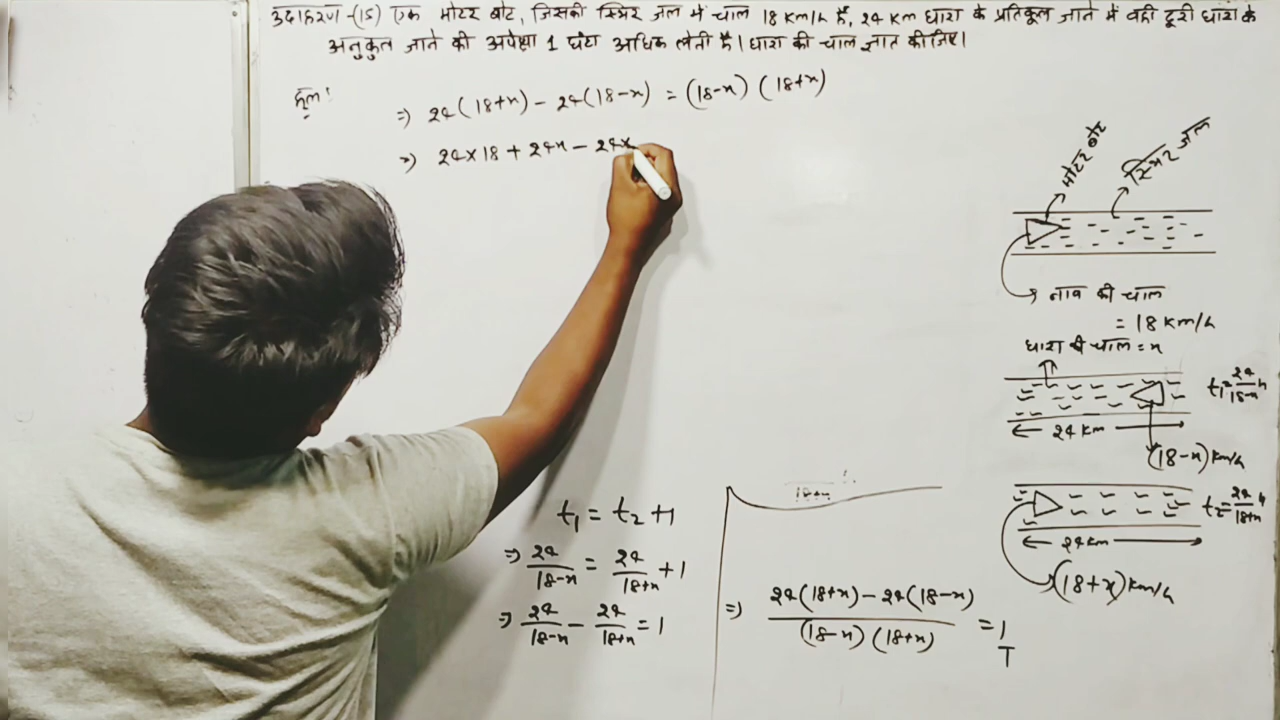 उदाहरण-(15) एक मोटर बोट, जिसकी स्थिर जल में चाल 18 km/h है, 24 km धारा के प्रतिकूल जाने में वही दूरी धारा के
अनुकुल जाने की अपेक्षा 1 घंटा अधिक लेती है। धारा की चाल ज्ञात कीजिए।
हल:
⇒ 24(18+x) - 24(18-x) = (18-x)(18+x)
⇒ 24×18 + 24x - 24×
मोटर बोट
स्थिर जल
नाव की चाल
= 18 km/h
धारा की चाल = x
t₁ = 24/18-x h
24 km
(18-x) km/h
t₂ = 24/18+x h
24 km
(18+x) km/h
t₁ = t₂ + 1
⇒ 24/18-x = 24/18+x + 1
⇒ 24/18-x - 24/18+x = 1
⇒ 24(18+x) - 24(18-x)/(18-x)(18+x) = 1/1